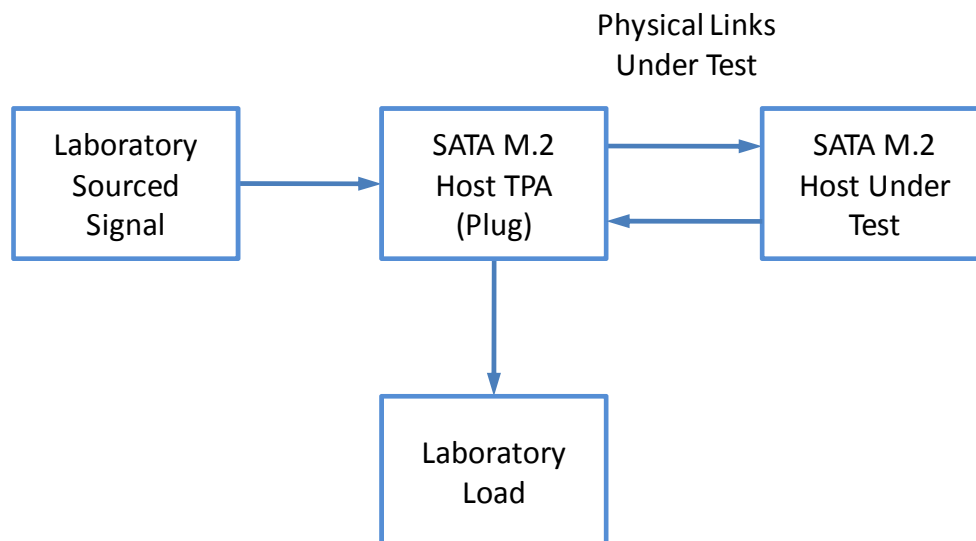 Physical Links
Under Test
Laboratory
Sourced
Signal
SATA M.2
Host TPA
(Plug)
SATA M.2
Host Under
Test
Laboratory
Load